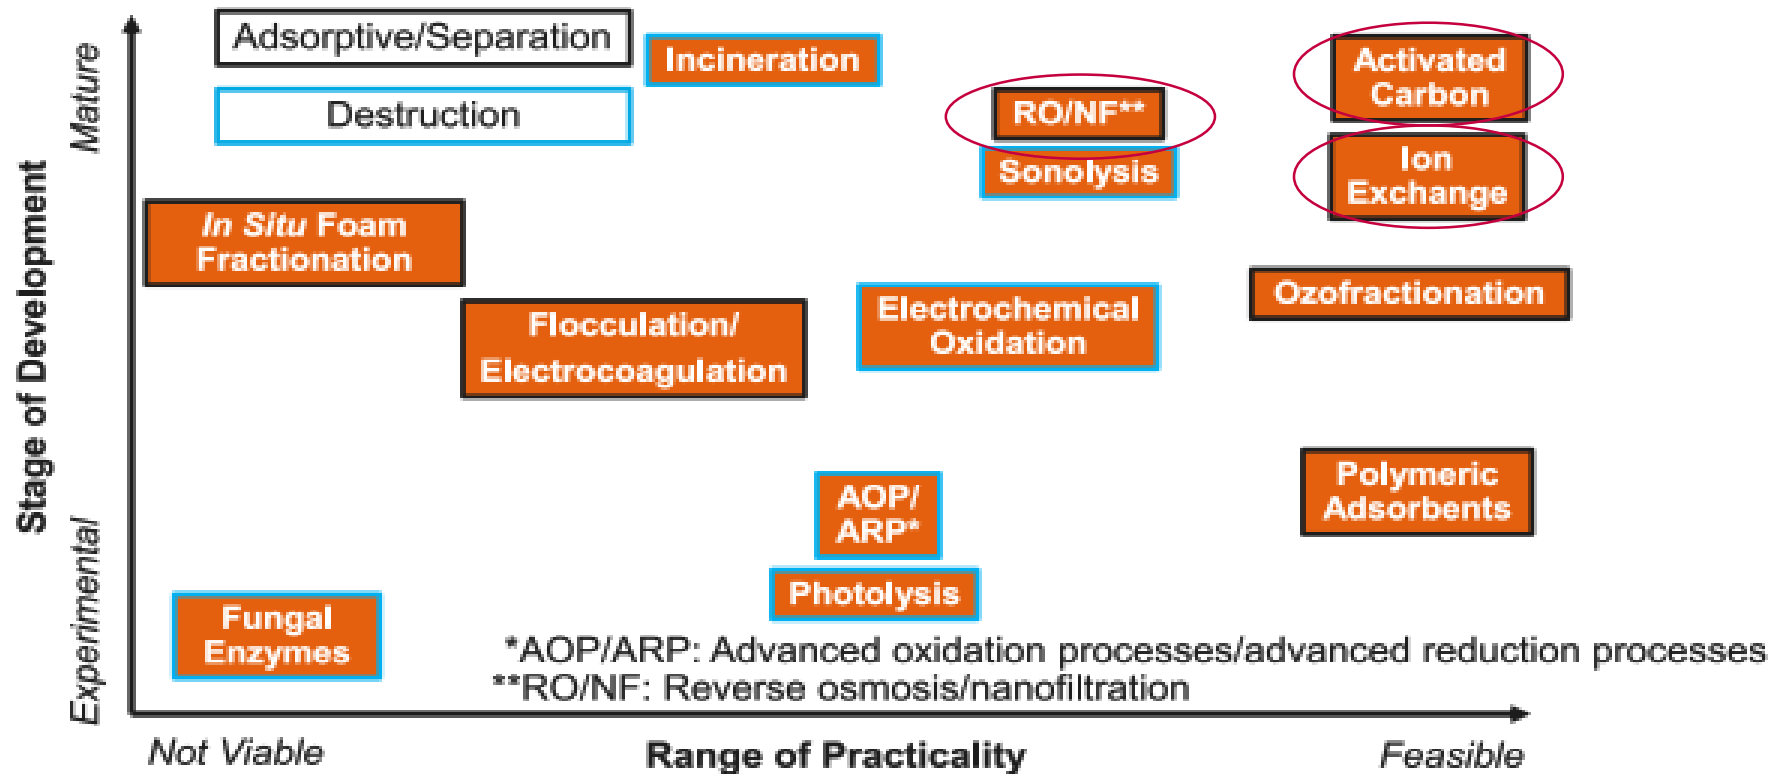 Adsorptive/Separation
Destruction
Incineration
RO/NF**
Sonolysis
Activated
Carbon
Ion
Exchange
In Situ Foam
Fractionation
Flocculation/
Electrocoagulation
Electrochemical
Oxidation
Ozofractionation
Polymeric
Adsorbents
AOP/
ARP*
Photolysis
Fungal
Enzymes
*AOP/ARP: Advanced oxidation processes/advanced reduction processes
**RO/NF: Reverse osmosis/nanofiltration
Mature
Stage of Development
Experimental
Not Viable
Range of Practicality
Feasible